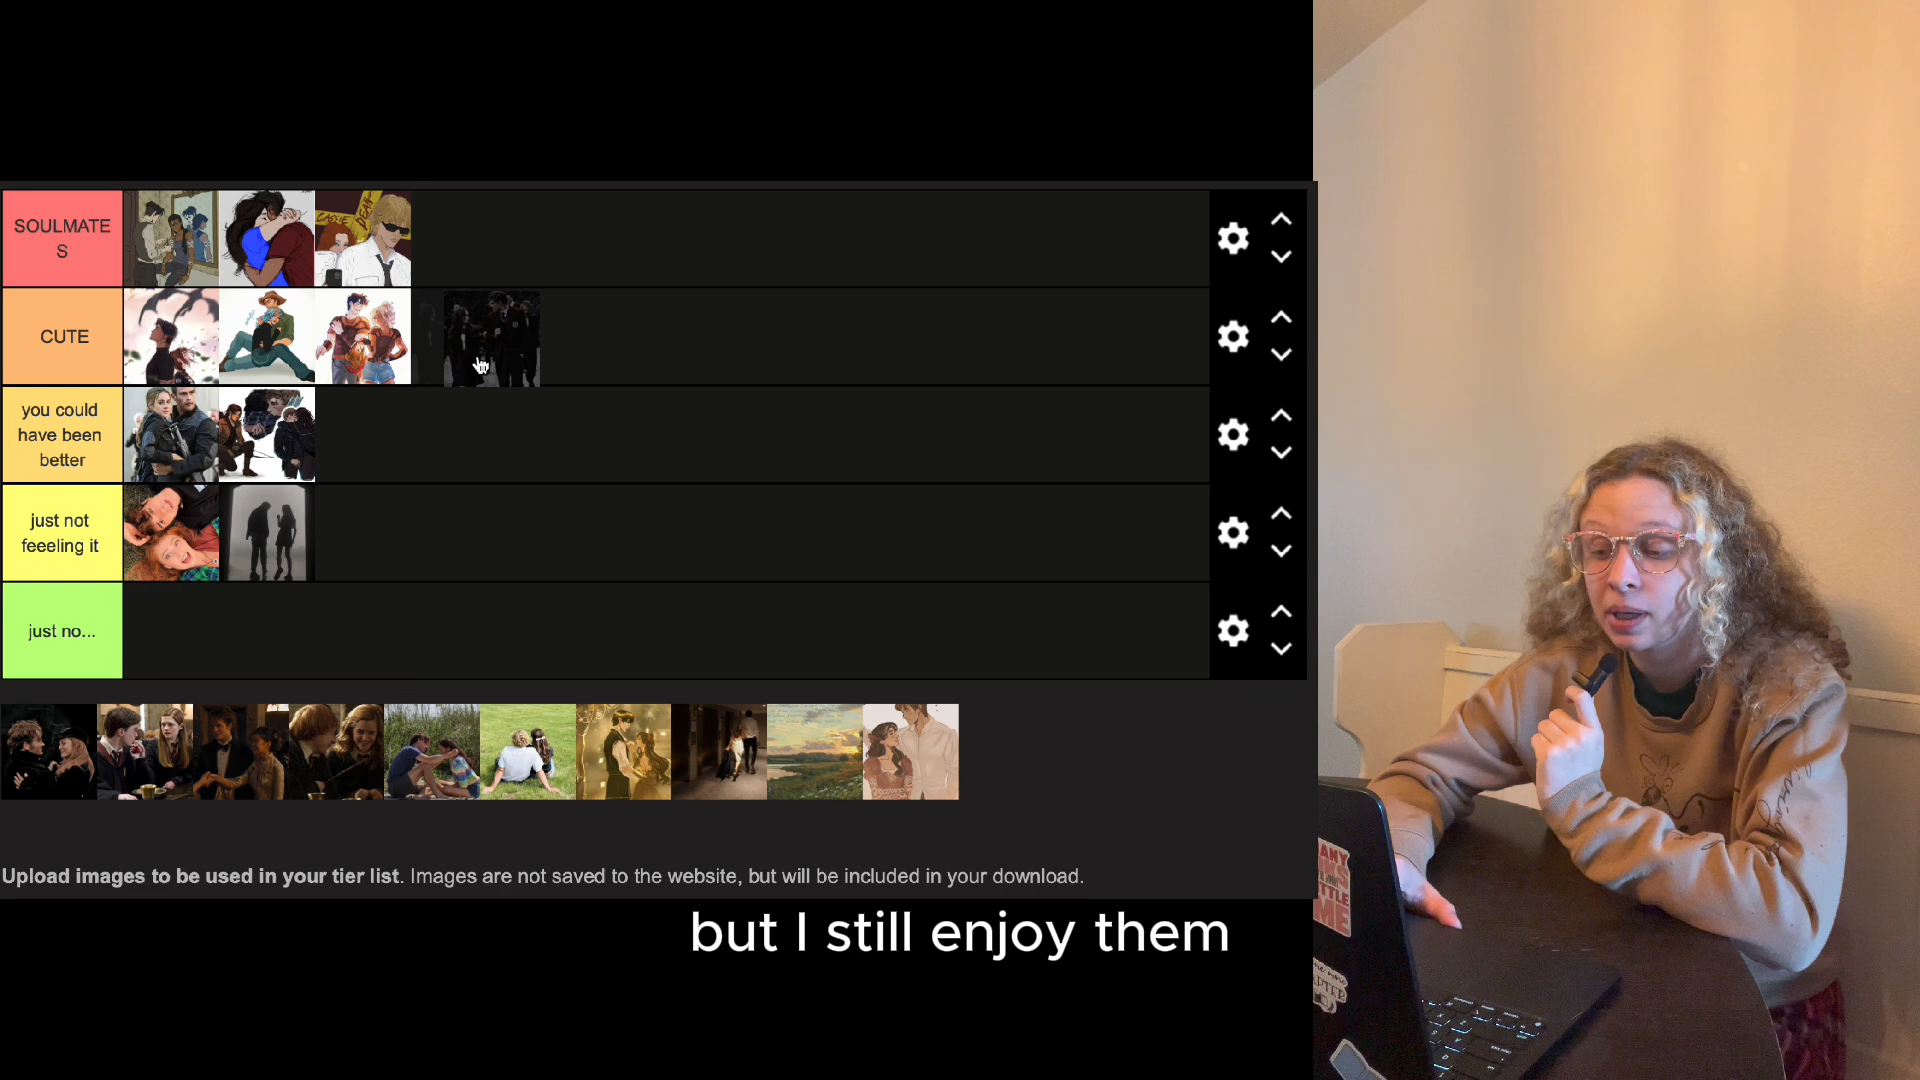 SOULMATE
S
CASSIE
DEAN
CUTE
you could
have been
better
just not
feeeling it
just no...
Upload images to be used in your tier list. Images are not saved to the website, but will be included in your download.
but I still enjoy them